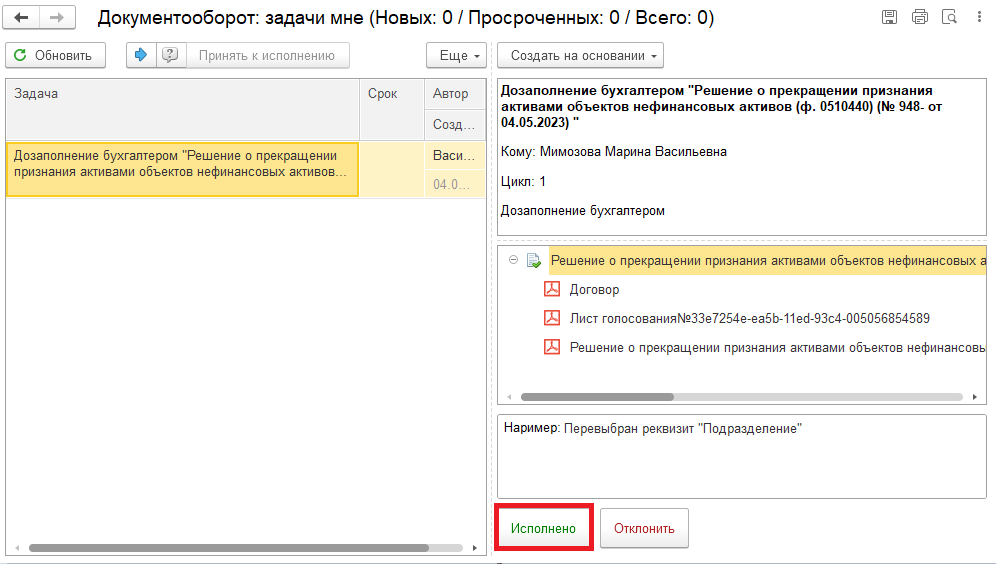 Документооборот: задачи мне (Новых: 0 / Просроченных: 0 / Всего: 0)
Обновить
Принять к исполнению
Еще
Создать на основании
Задача
Срок
Автор
Созд...
Дозаполнение бухгалтером "Решение о прекращении
признания активами объектов нефинансовых активов...
Васи...
04.0...
Дозаполнение бухгалтером "Решение о прекращении признания
активами объектов нефинансовых активов (ф. 0510440) (№ 948- от
04.05.2023) "
Кому: Мимозова Марина Васильевна
Цикл: 1
Дозаполнение бухгалтером
Решение о прекращении признания активами объектов нефинансовых а
Договор
Лист голосования№33e7254e-ea5b-11ed-93c4-005056854589
Решение о прекращении признания активами объектов нефинансовь
Наример: Перевыбран реквизит "Подразделение"
Исполнено
Отклонить